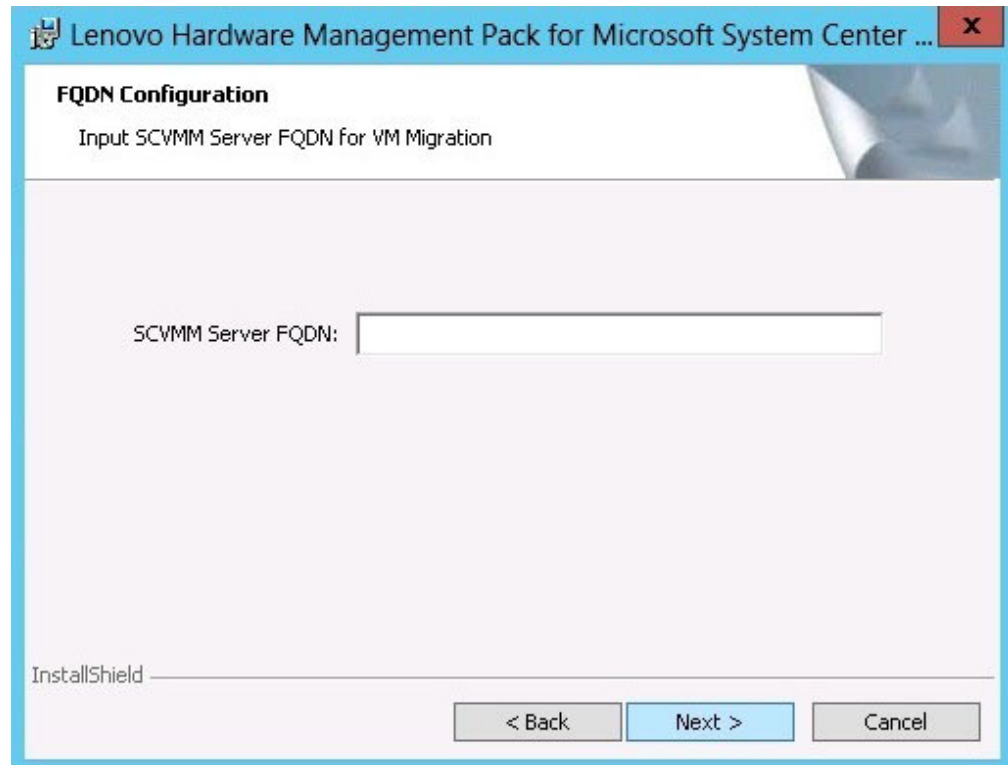 Lenovo Hardware Management Pack for Microsoft System Center ...
x
FQDN Configuration
Input SCVMM Server FQDN for VM Migration
SCVMM Server FQDN:
InstallShield
< Back
Next >
Cancel